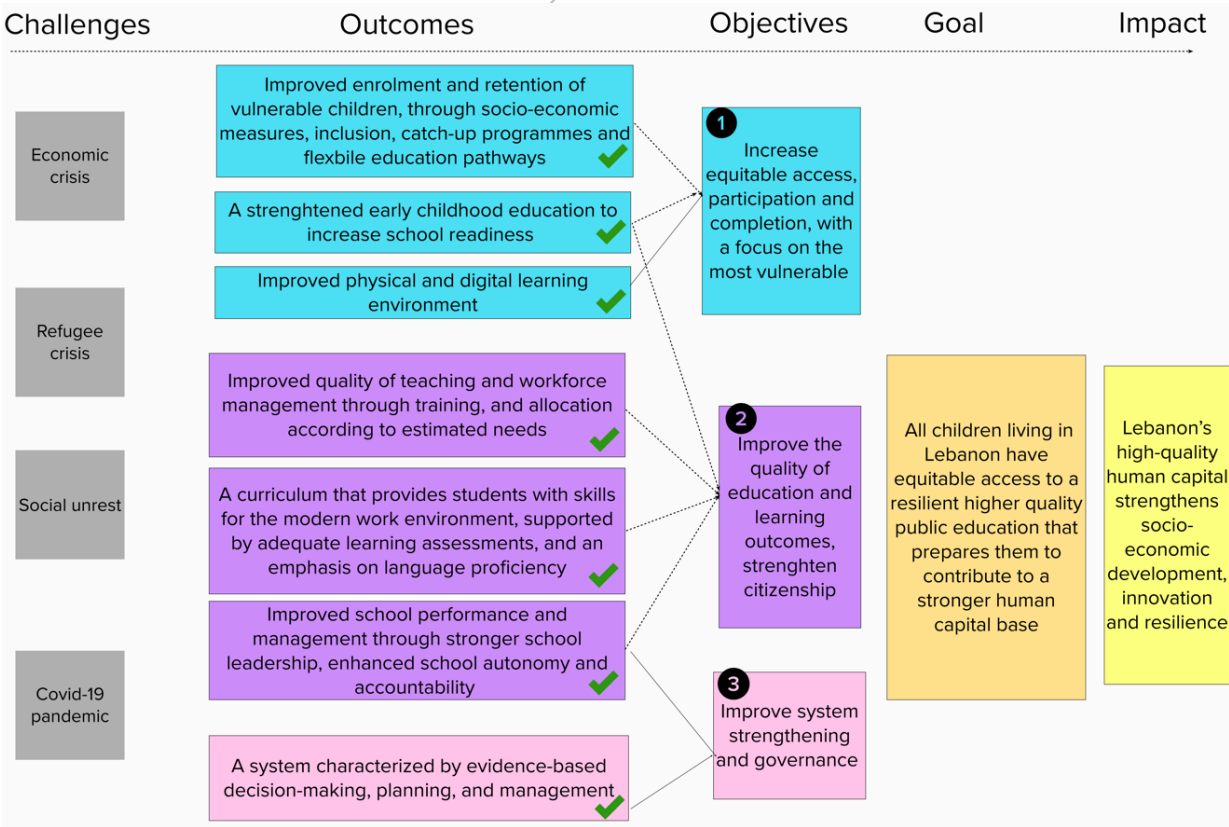 Challenges
Outcomes
Objectives
Goal
Impact
Economic
crisis
Refugee
crisis
Social unrest
Covid-19
pandemic
Improved enrolment and retention of
vulnerable children, through socio-economic
measures, inclusion, catch-up programmes and
flexbile education pathways
A strenghtened early childhood education to
increase school readiness
Improved physical and digital learning
environment
Improved quality of teaching and workforce
management through training, and allocation
according to estimated needs
A curriculum that provides students with skills
for the modern work environment, supported
by adequate learning assessments, and an
emphasis on language proficiency
Improved school performance and
management through stronger school
leadership, enhanced school autonomy and
accountability
A system characterized by evidence-based
decision-making, planning, and management
1
Increase
equitable access,
participation and
completion, with
a focus on the
most vulnerable
2
Improve the
quality of
education and
learning
outcomes,
strenghten
citizenship
3
Improve system
strengthening
and governance
All children living in
Lebanon have
equitable access to a
resilient higher quality
public education that
prepares them to
contribute to a
stronger human
capital base
Lebanon's
high-quality
human capital
strengthens
socio-
economic
development,
innovation
and resilience